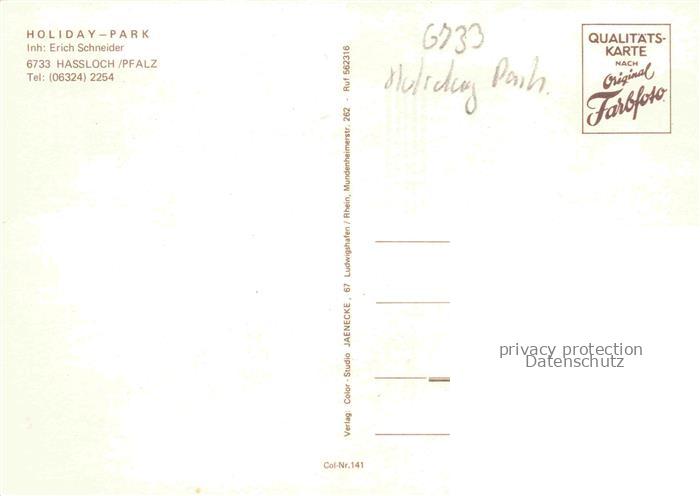 HOLIDAY – PARK
Inh: Erich Schneider
6733 HASSLOCH /PFALZ
Tel: (06324) 2254
6733
Holiday Park.
QUALITÄTS-
KARTE
NACH
Original
Farbfoto
Verlag: Color - Studio JAENECKE, 67 Ludwigshafen / Rhein, Mundenheimerstr. 262 - Ruf 562316
Col-Nr.141
privacy protection
Datenschutz